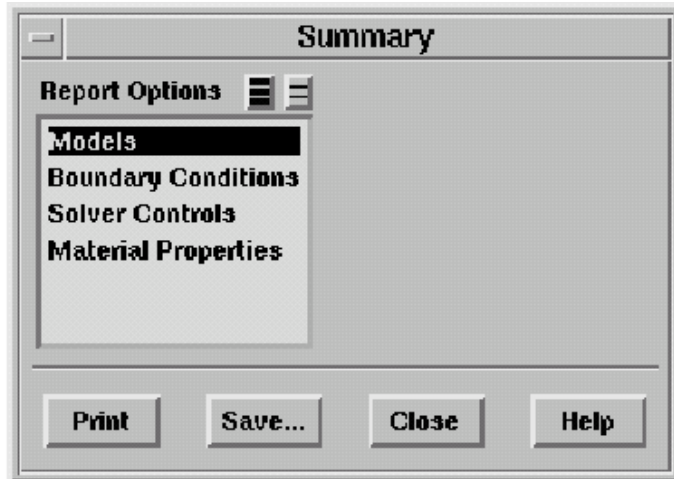 Summary
Report Options
Models
Boundary Conditions
Solver Controls
Material Properties
Print Save... Close Help